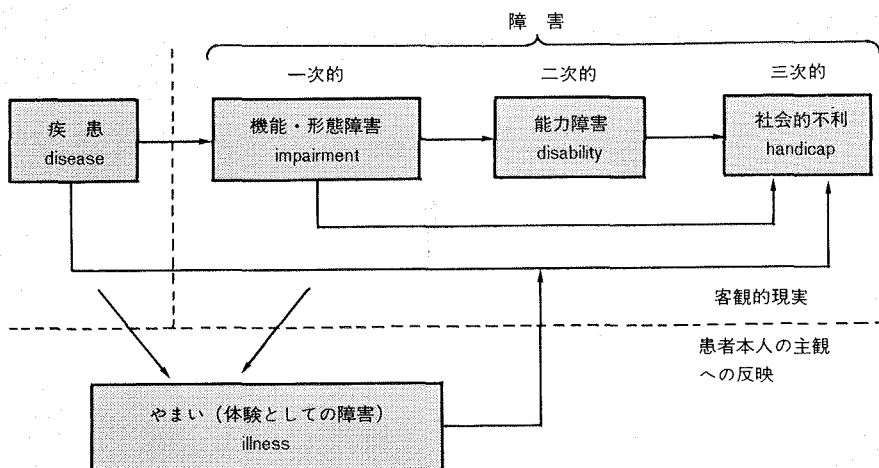 障 害
一次的
二次的
三次的
疾 患
disease
機能・形態障害
impairment
能力障害
disability
社会的不利
handicap
客観的現実
患者本人の主観
への反映
やまい(体験としての障害)
illness